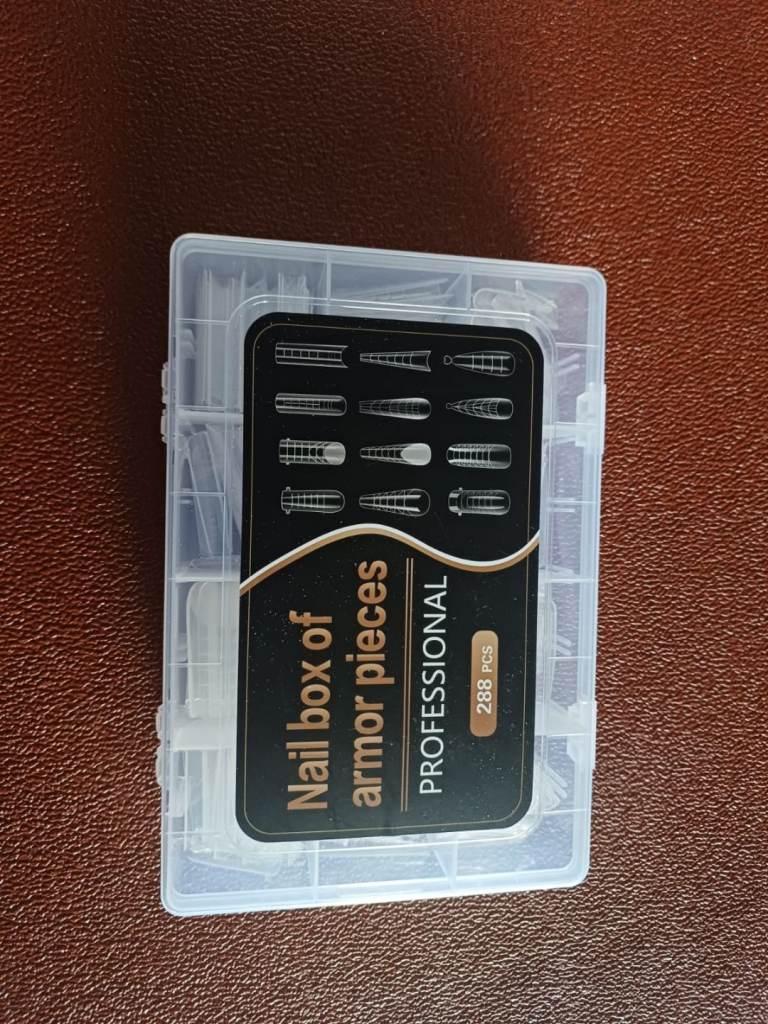 Nail box of
armor pieces
PROFESSIONAL
288 PCS